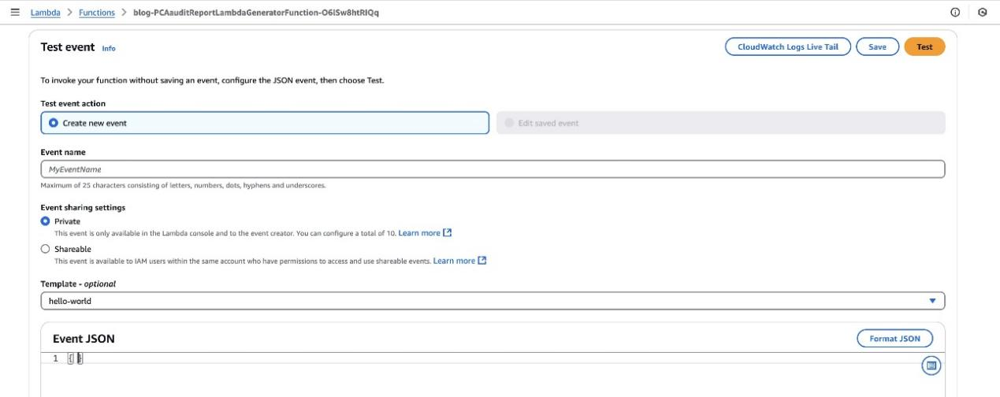 Lambda > Functions > blog-PCAauditReportLambdaGeneratorFunction-O6lSw8htRIQq
Test event Info CloudWatch Logs Live Tail Save Test
To invoke your function without saving an event, configure the JSON event, then choose Test.
Test event action
Create new event Edit saved event
Event name
MyEventName
Maximum of 25 characters consisting of letters, numbers, dots, hyphens and underscores.
Event sharing settings
Private
This event is only available in the Lambda console and to the event creator. You can configure a total of 10. Learn more
Shareable
This event is available to IAM users within the same account who have permissions to access and use shareable events. Learn more
Template - optional
hello-world
Event JSON Format JSON
1 { }